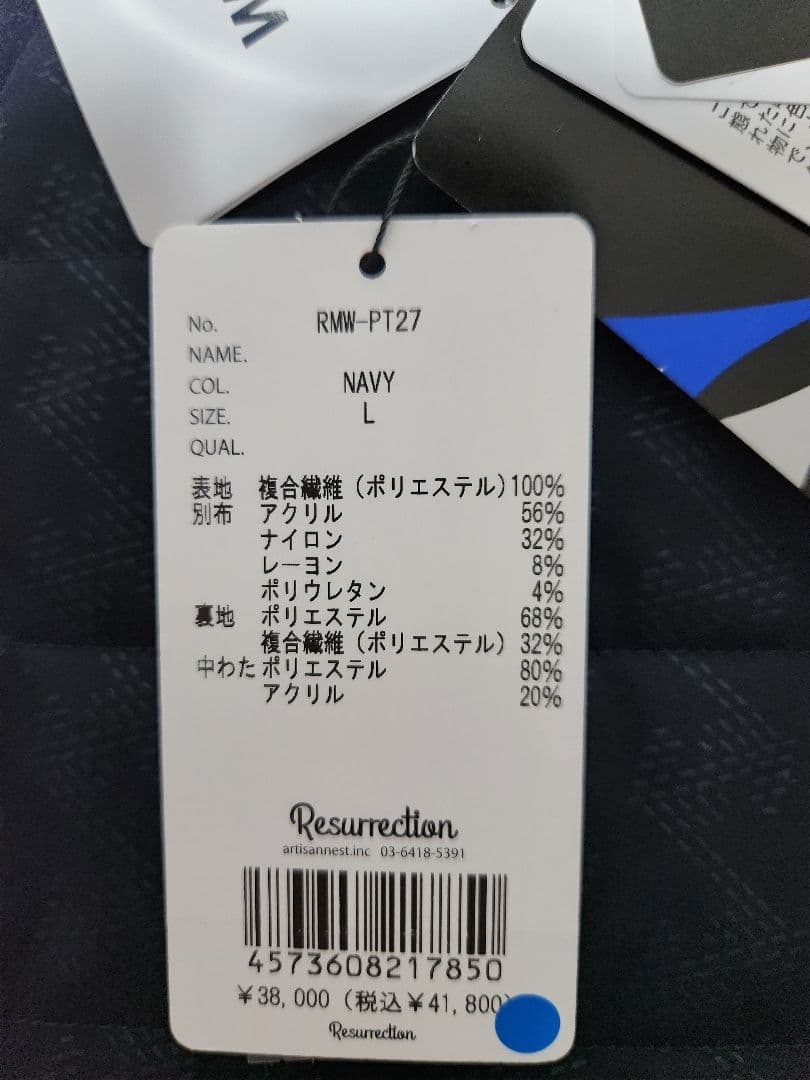 M
No. RMW-PT27
NAME.
COL. NAVY
SIZE. L
QUAL.
表地 複合繊維(ポリエステル)100%
別布 アクリル 56%
ナイロン 32%
レーヨン 8%
ポリウレタン 4%
裏地 ポリエステル 68%
複合繊維(ポリエステル) 32%
中わた ポリエステル 80%
アクリル 20%
Resurrection
artisannest.inc 03-6418-5391
4573608217850
¥38,000 (税込¥41,800)
Resurrection